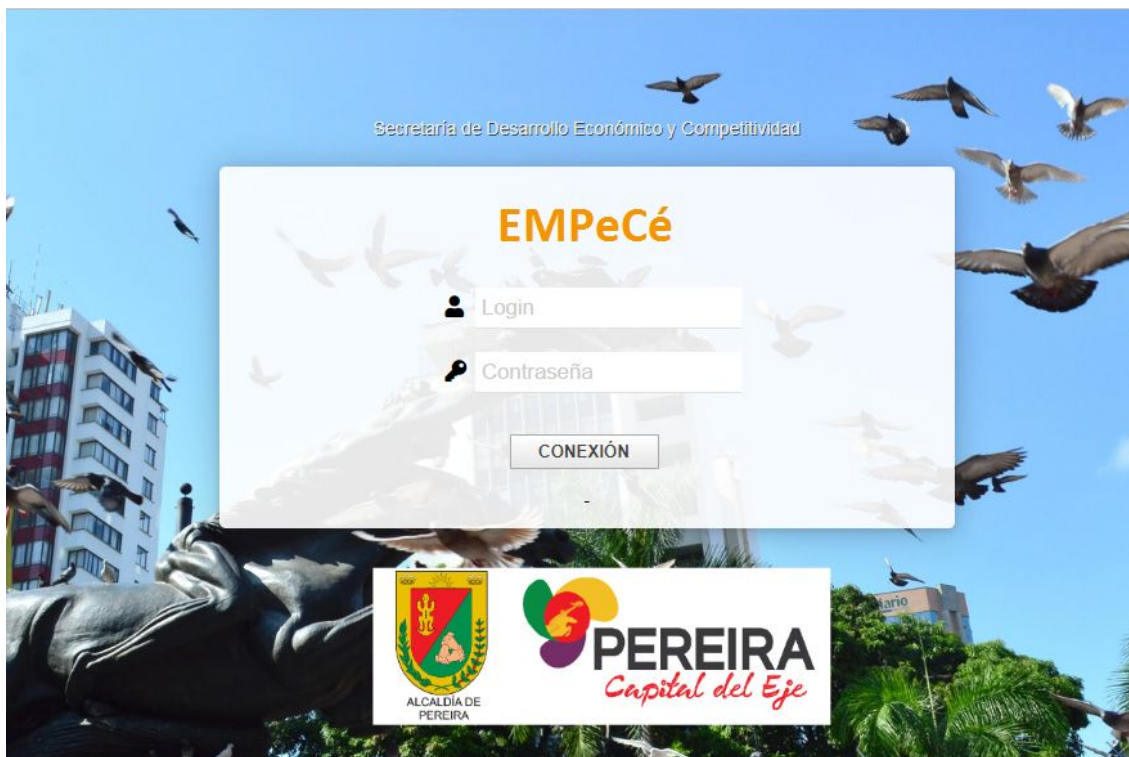 Secretaría de Desarrollo Económico y Competitividad
EMPeCé
Login
Contraseña
CONEXIÓN
-
ALCALDÍA DE
PEREIRA
PEREIRA
Capital del Eje